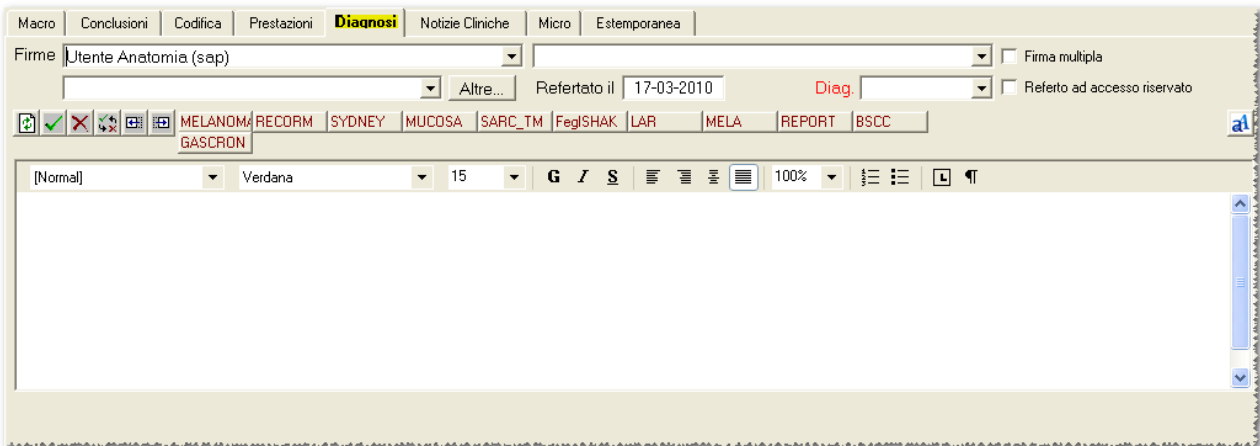 Macro Conclusioni Codifica Prestazioni Diagnosi Notizie Cliniche Micro Estemporanea
Firme Utente Anatomia (sap) Firma multipla
Altre... Refertato il 17-03-2010 Diag. Referto ad accesso riservato
MELANOMA RECORM SYDNEY MUCOSA SARC_TM FegISHAK LAR MELA REPORT BSCC
GASCRON
[Normal] Verdana 15 G I S 100% L ¶